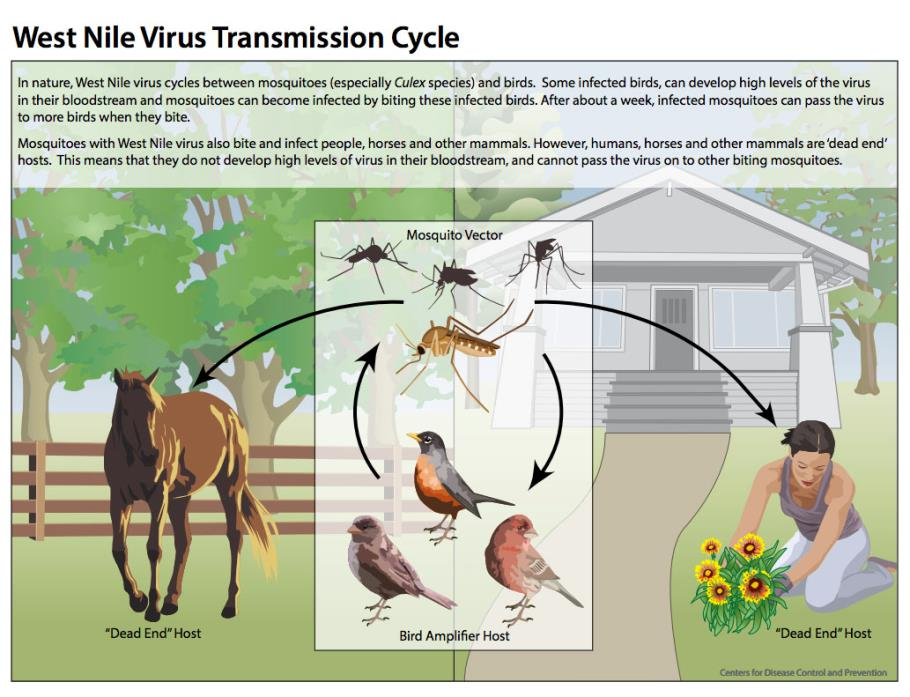 West Nile Virus Transmission Cycle
In nature, West Nile virus cycles between mosquitoes (especially Culex species) and birds. Some infected birds, can develop high levels of the virus
in their bloodstream and mosquitoes can become infected by biting these infected birds. After about a week, infected mosquitoes can pass the virus
to more birds when they bite.
Mosquitoes with West Nile virus also bite and infect people, horses and other mammals. However, humans, horses and other mammals are ‘dead end’
hosts. This means that they do not develop high levels of virus in their bloodstream, and cannot pass the virus on to other biting mosquitoes.
Mosquito Vector
“Dead End” Host
Bird Amplifier Host
“Dead End” Host
Centers for Disease Control and Prevention